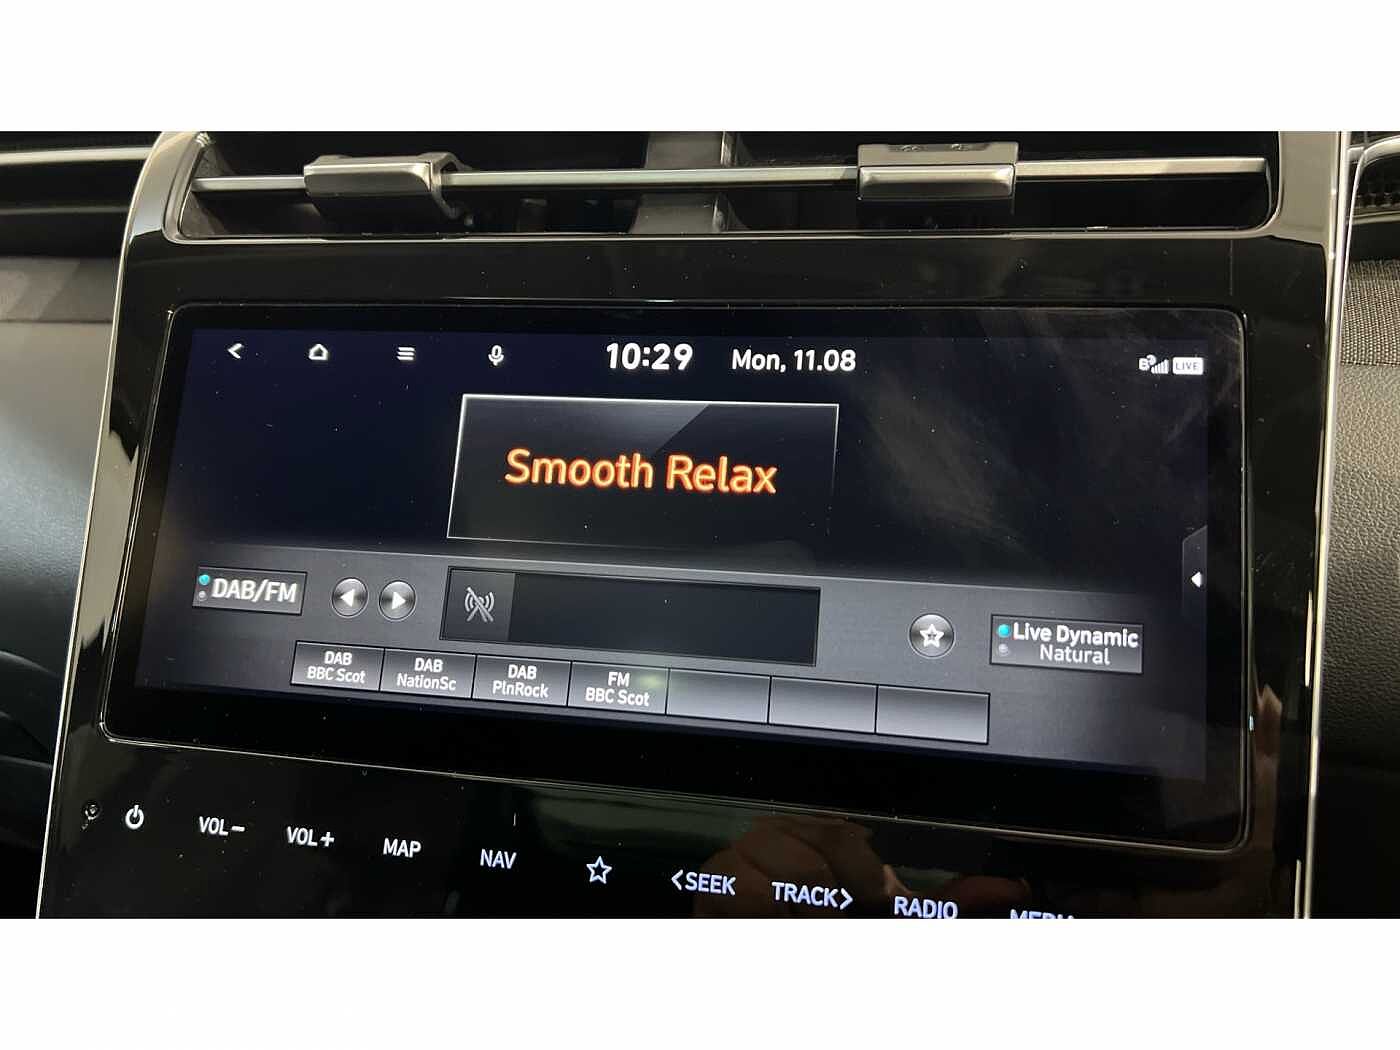 10:29 Mon, 11.08
LIVE
Smooth Relax
DAB/FM
Live Dynamic
Natural
DAB
BBC Scot
DAB
NationSc
DAB
PlnRock
FM
BBC Scot
VOL− VOL+ MAP NAV <SEEK TRACK> RADIO